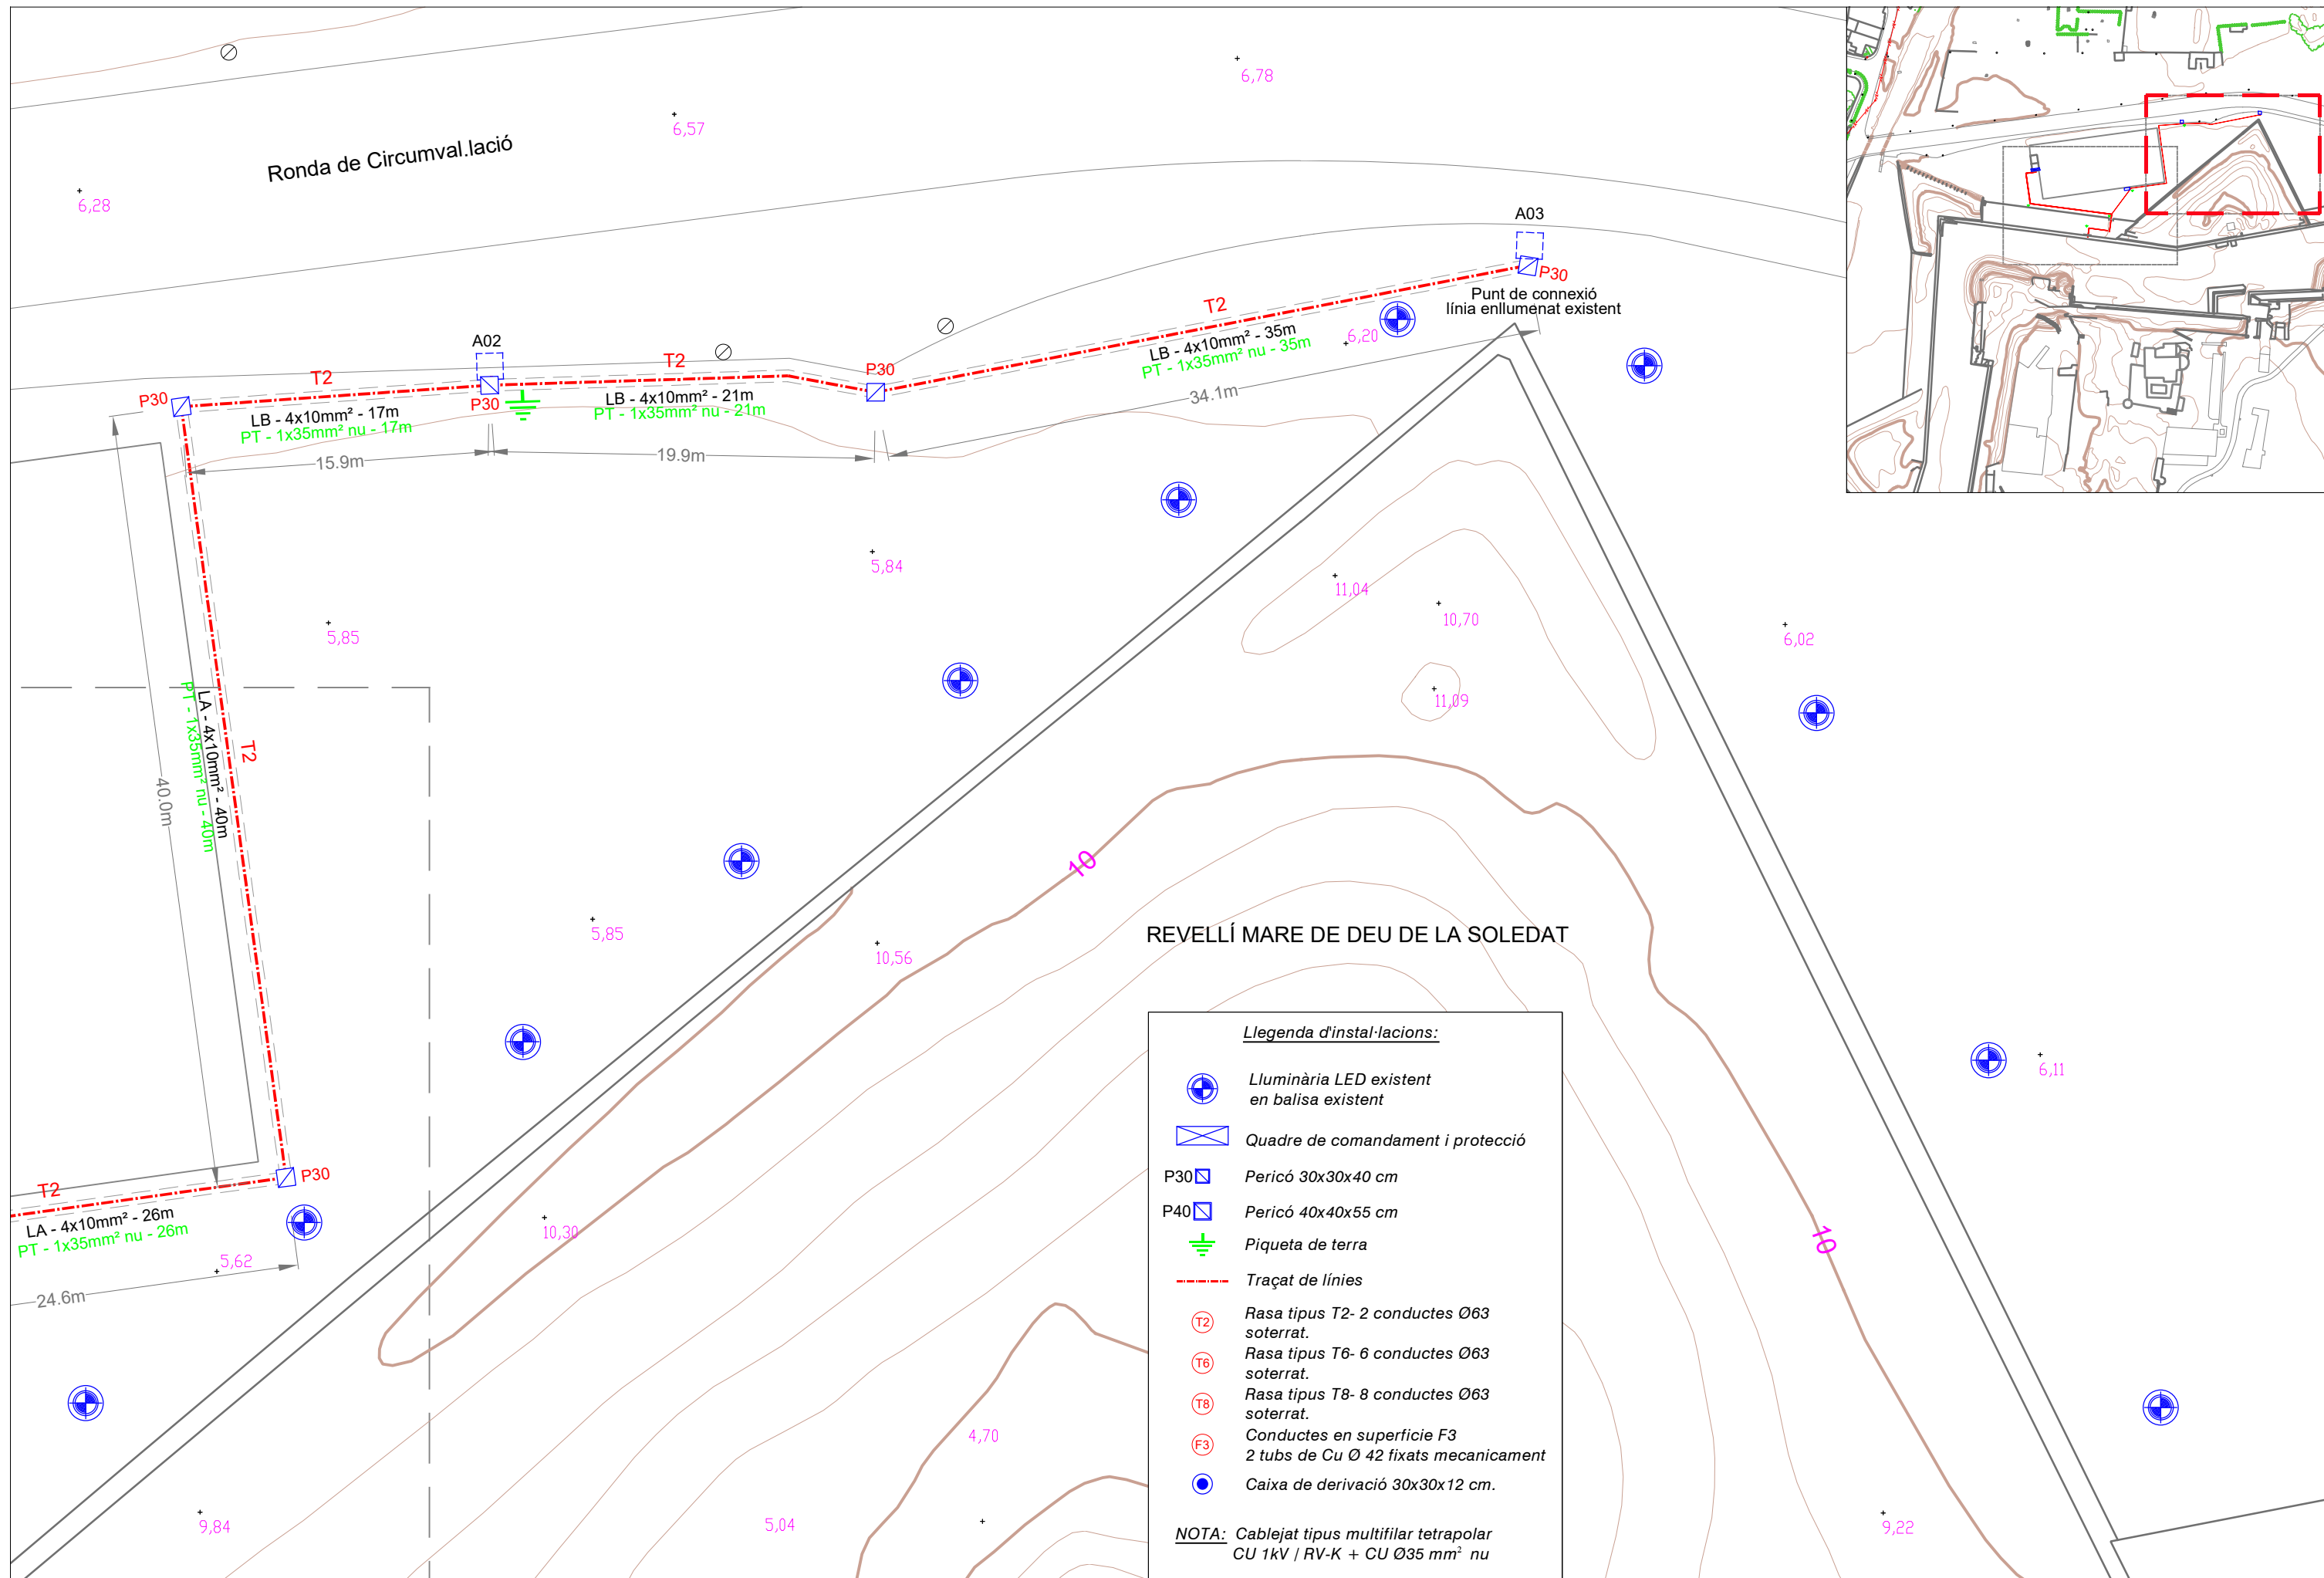 6,78
6,57
Ronda de Circumval.lació
6,28
A03
P30
Punt de connexió
línia enllumenat existent
T2
LB - 4x10mm² - 35m
PT - 1x35mm² nu - 35m
6,20
34.1m
A02
T2
T2
P30
P30
P30
LB - 4x10mm² - 17m
PT - 1x35mm² nu - 17m
LB - 4x10mm² - 21m
PT - 1x35mm² nu - 21m
15.9m
19.9m
5,84
11,04
10,70
5,85
6,02
11,09
LA - 4x10mm² - 40m
PT - 1x35mm² nu - 40m
T2
40.0m
10
5,85
10,56
REVELLÍ MARE DE DEU DE LA SOLEDAT
6,11
P30
T2
LA - 4x10mm² - 26m
PT - 1x35mm² nu - 26m
5,62
24.6m
10,30
10
4,70
9,84
5,04
9,22
Llegenda d'instal·lacions:
Lluminària LED existent
en balisa existent
Quadre de comandament i protecció
P30 Pericó 30x30x40 cm
P40 Pericó 40x40x55 cm
Piqueta de terra
Traçat de línies
T2 Rasa tipus T2- 2 conductes Ø63
soterrat.
T6 Rasa tipus T6- 6 conductes Ø63
soterrat.
T8 Rasa tipus T8- 8 conductes Ø63
soterrat.
F3 Conductes en superficie F3
2 tubs de Cu Ø 42 fixats mecanicament
Caixa de derivació 30x30x12 cm.
NOTA: Cablejat tipus multifilar tetrapolar
CU 1kV / RV-K + CU Ø35 mm² nu